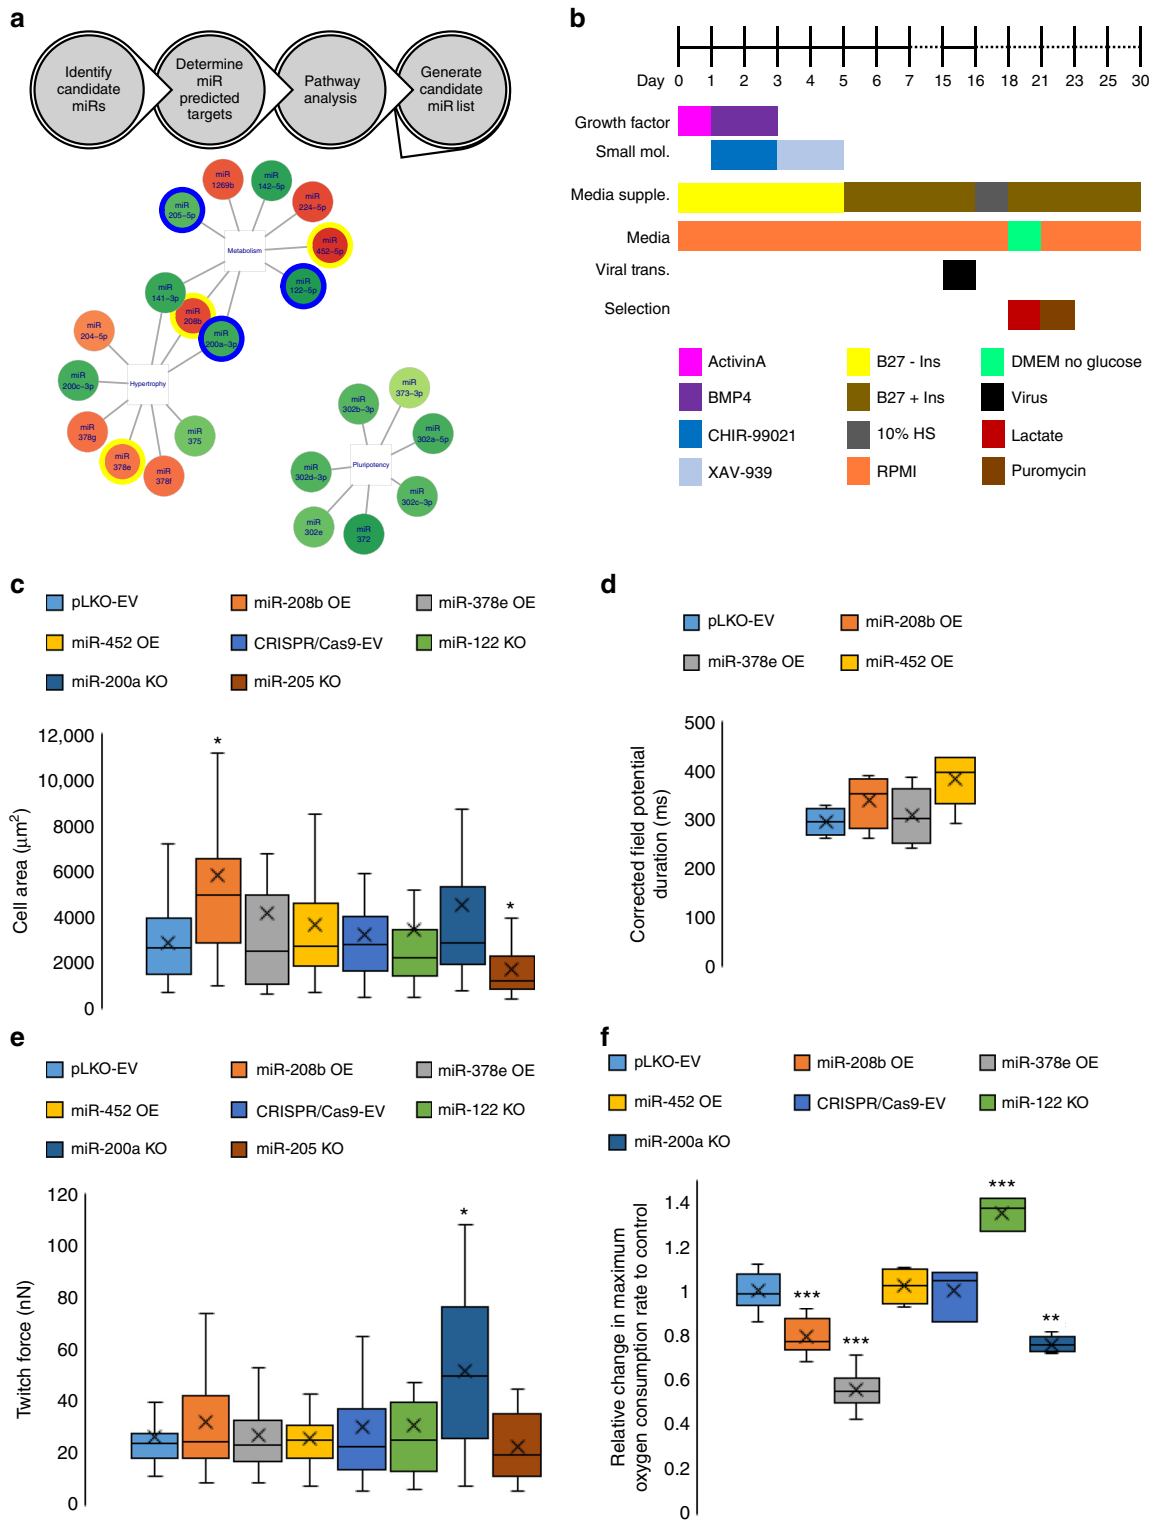 a
Identify
candidate
miRs
Determine
miR
predicted
targets
Pathway
analysis
Generate
candidate
miR list
miR
1269b
miR
142–5p
miR
224–5p
miR
205–5p
miR
452–5p
Metabolism
miR
122–5p
miR
141–3p
miR
208b
miR
200a–3p
miR
204–5p
miR
200c–3p
Hypertrophy
miR
378g
miR
375
miR
378e
miR
378f
miR
373–3p
miR
302b–3p
miR
302a–5p
Pluripotency
miR
302d–3p
miR
302c–3p
miR
302e
miR
372
b
Day 0 1 2 3 5 6 7 15 16 18 21 23 25 30
Growth factor
Small mol.
Media supple.
Media
Viral trans.
Selection
ActivinA
B27 - Ins
DMEM no glucose
BMP4
B27 + Ins
Virus
CHIR-99021
10% HS
Lactate
XAV-939
RPMI
Puromycin
c
pLKO-EV
miR-208b OE
miR-378e OE
miR-452 OE
CRISPR/Cas9-EV
miR-122 KO
miR-200a KO
miR-205 KO
Cell area (μm²)
12,000
10,000
8000
6000
4000
2000
0
*
*
d
pLKO-EV
miR-208b OE
miR-378e OE
miR-452 OE
Corrected field potential
duration (ms)
500
400
300
200
100
0
e
pLKO-EV
miR-208b OE
miR-378e OE
miR-452 OE
CRISPR/Cas9-EV
miR-122 KO
miR-200a KO
miR-205 KO
Twitch force (nN)
120
100
80
60
40
20
0
*
f
pLKO-EV
miR-208b OE
miR-378e OE
miR-452 OE
CRISPR/Cas9-EV
miR-122 KO
miR-200a KO
Relative change in maximum
oxygen consumption rate to control
1.4
1.2
1
0.8
0.6
0.4
0.2
0
***
***
***
**